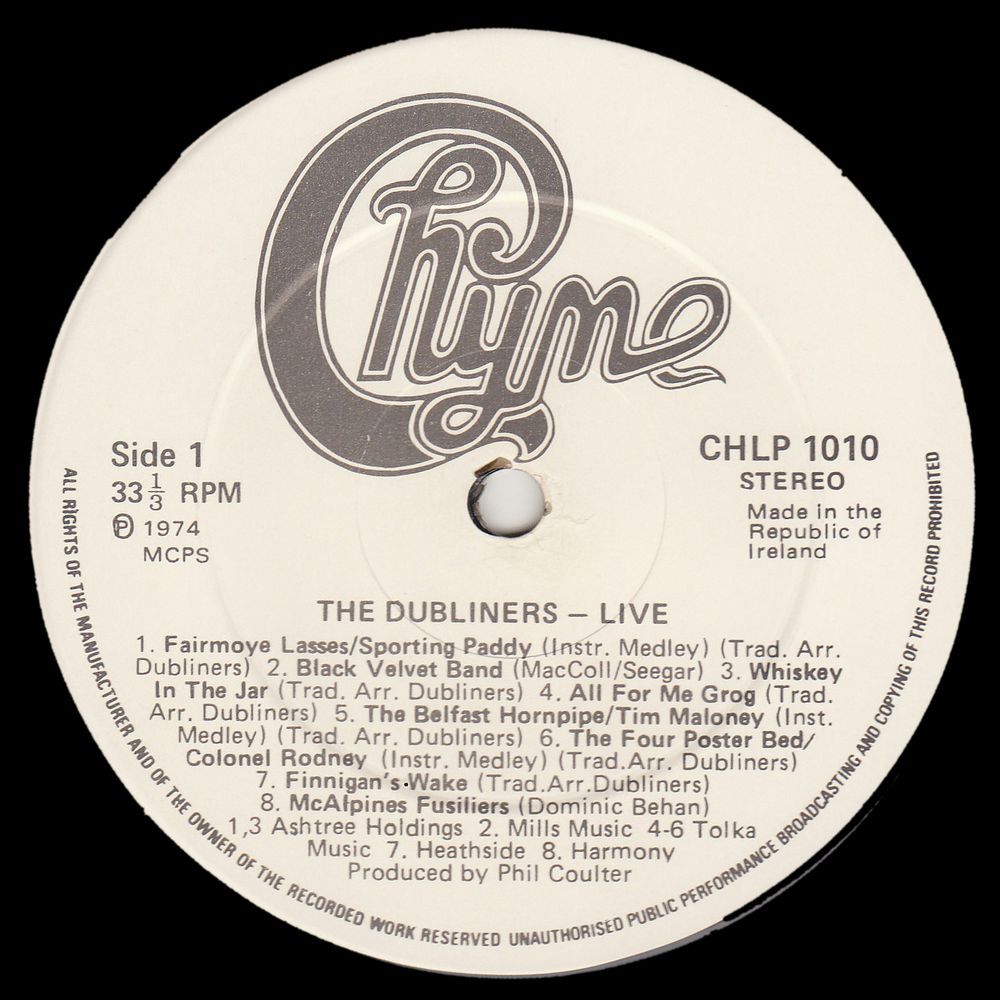 Chyme
Side 1
33 1/3 RPM
℗ 1974
MCPS
CHLP 1010
STEREO
Made in the
Republic of
Ireland
THE DUBLINERS – LIVE
1. Fairmoye Lasses/Sporting Paddy (Instr. Medley) (Trad. Arr.
Dubliners) 2. Black Velvet Band (MacColl/Seegar) 3. Whiskey
In The Jar (Trad. Arr. Dubliners) 4. All For Me Grog (Trad.
Arr. Dubliners) 5. The Belfast Hornpipe/Tim Maloney (Inst.
Medley) (Trad. Arr. Dubliners) 6. The Four Poster Bed/
Colonel Rodney (Instr. Medley) (Trad.Arr. Dubliners)
7. Finnigan's Wake (Trad.Arr.Dubliners)
8. McAlpines Fusiliers (Dominic Behan)
1,3 Ashtree Holdings 2. Mills Music 4-6 Tolka
Music 7. Heathside 8. Harmony
Produced by Phil Coulter
ALL RIGHTS OF THE MANUFACTURER AND OF THE OWNER OF THE RECORDED WORK RESERVED UNAUTHORISED PUBLIC PERFORMANCE BROADCASTING AND COPYING OF THIS RECORD PROHIBITED